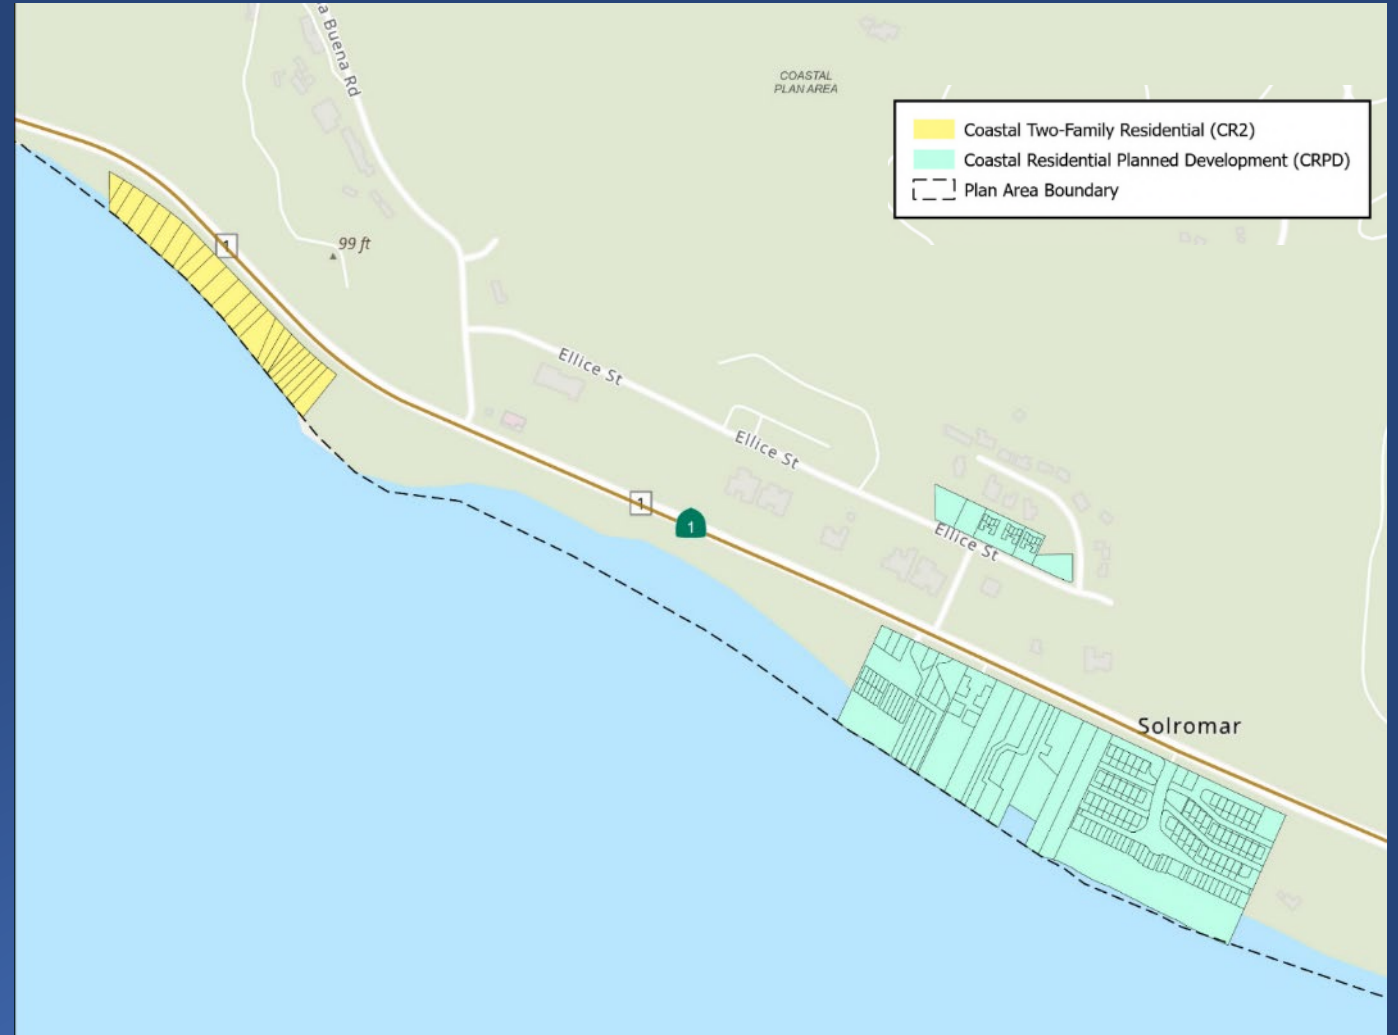 a Buena Rd
COASTAL
PLAN AREA
Coastal Two-Family Residential (CR2)
Coastal Residential Planned Development (CRPD)
Plan Area Boundary
1
99 ft
Ellice St
Ellice St
1
1
Ellice St
Solromar